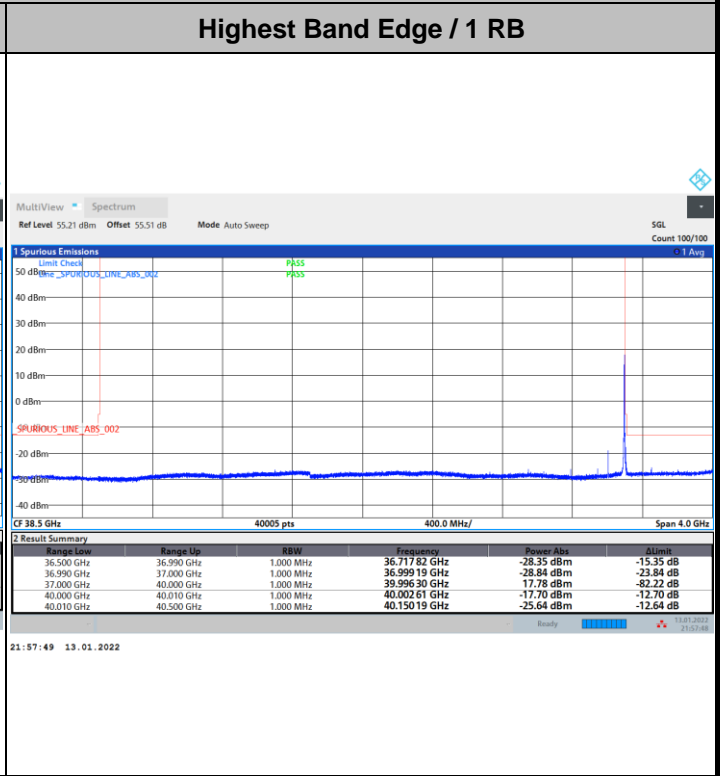 Highest Band Edge / 1 RB
MultiView Spectrum
Ref Level 55.21 dBm Offset 55.51 dB Mode Auto Sweep SGL
Count 100/100
1 Spurious Emissions 1 Avg
Limit Check PASS
50 dBm Line _SPURIOUS_LINE_ABS_002 PASS
40 dBm
30 dBm
20 dBm
10 dBm
0 dBm
_SPURIOUS_LINE_ABS_002
-20 dBm
-30 dBm
-40 dBm
CF 38.5 GHz 40005 pts 400.0 MHz/ Span 4.0 GHz
2 Result Summary
Range Low Range Up RBW Frequency Power Abs ΔLimit
36.500 GHz 36.990 GHz 1.000 MHz 36.717 82 GHz -28.35 dBm -15.35 dB
36.990 GHz 37.000 GHz 1.000 MHz 36.999 19 GHz -28.84 dBm -23.84 dB
37.000 GHz 40.000 GHz 1.000 MHz 39.996 30 GHz 17.78 dBm -82.22 dB
40.000 GHz 40.010 GHz 1.000 MHz 40.002 61 GHz -17.70 dBm -12.70 dB
40.010 GHz 40.500 GHz 1.000 MHz 40.150 19 GHz -25.64 dBm -12.64 dB
Ready 13.01.2022
21:57:48
21:57:49 13.01.2022